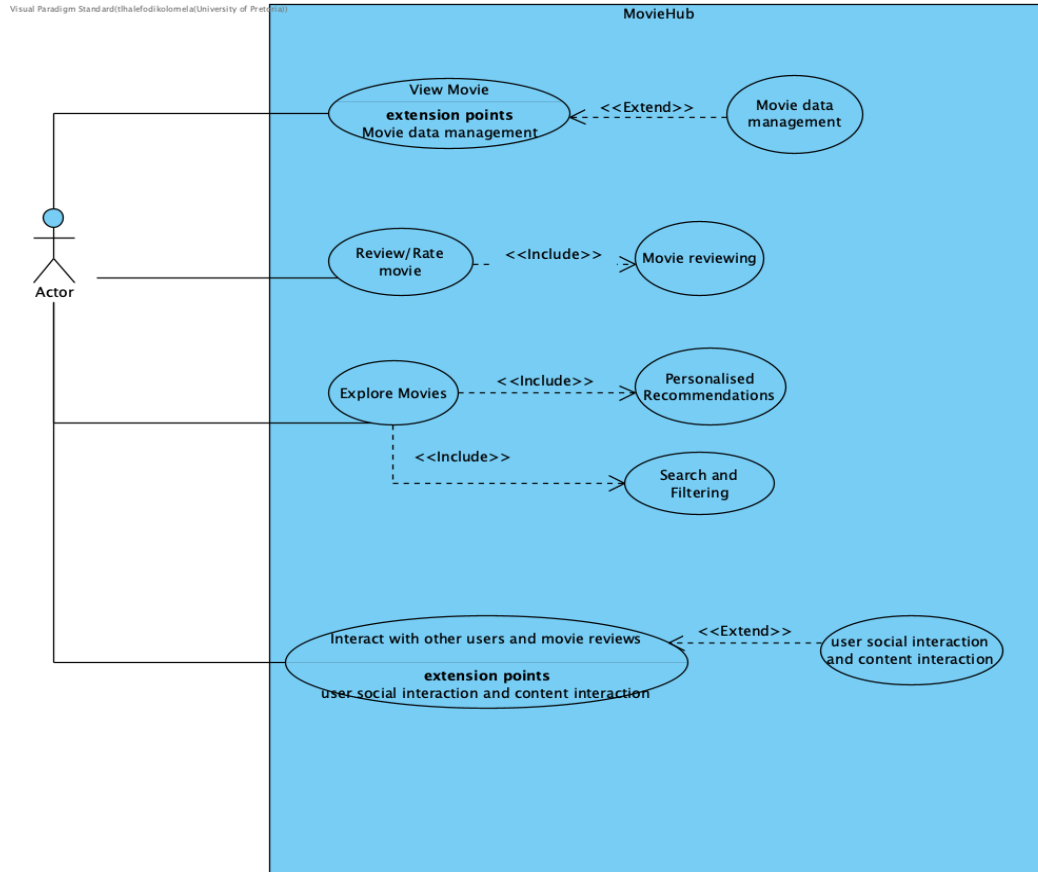 Visual Paradigm Standard(tlhalefodikolomela(University of Pretoria))
MovieHub
View Movie
extension points
Movie data management
<<Extend>>
Movie data
management
Actor
Review/Rate
movie
<<Include>>
Movie reviewing
Explore Movies
<<Include>>
Personalised
Recommendations
<<Include>>
Search and
Filtering
Interact with other users and movie reviews
extension points
user social interaction and content interaction
<<Extend>>
user social interaction
and content interaction